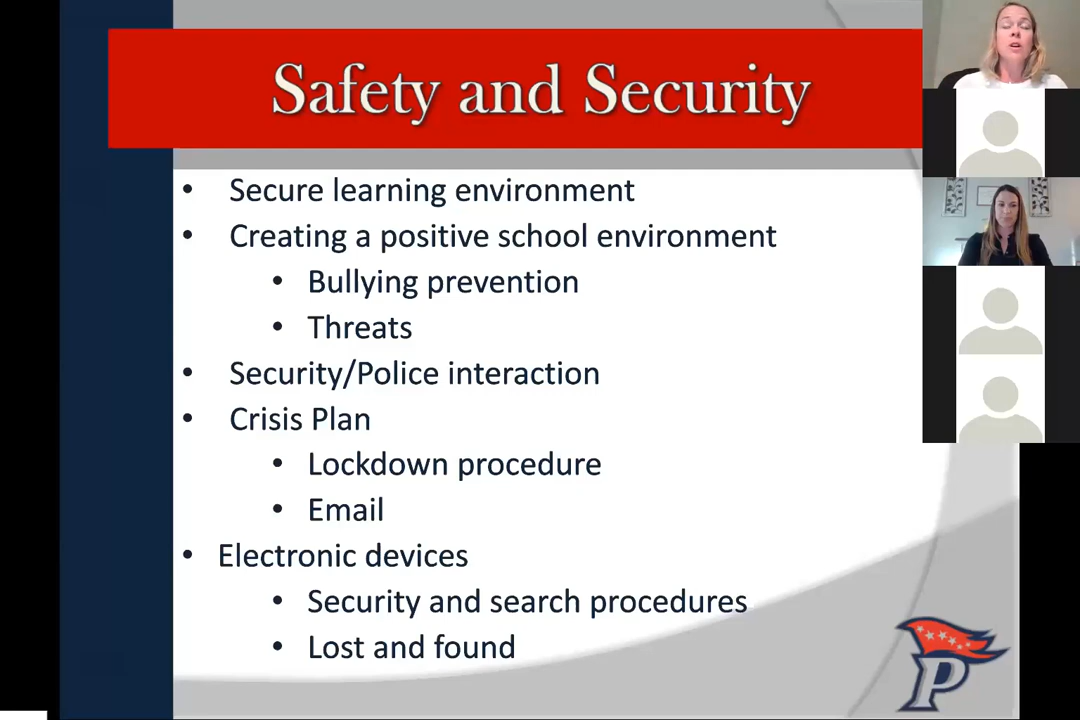 Safety and Security
• Secure learning environment
• Creating a positive school environment
• Bullying prevention
• Threats
• Security/Police interaction
• Crisis Plan
• Lockdown procedure
• Email
• Electronic devices
• Security and search procedures
• Lost and found
P